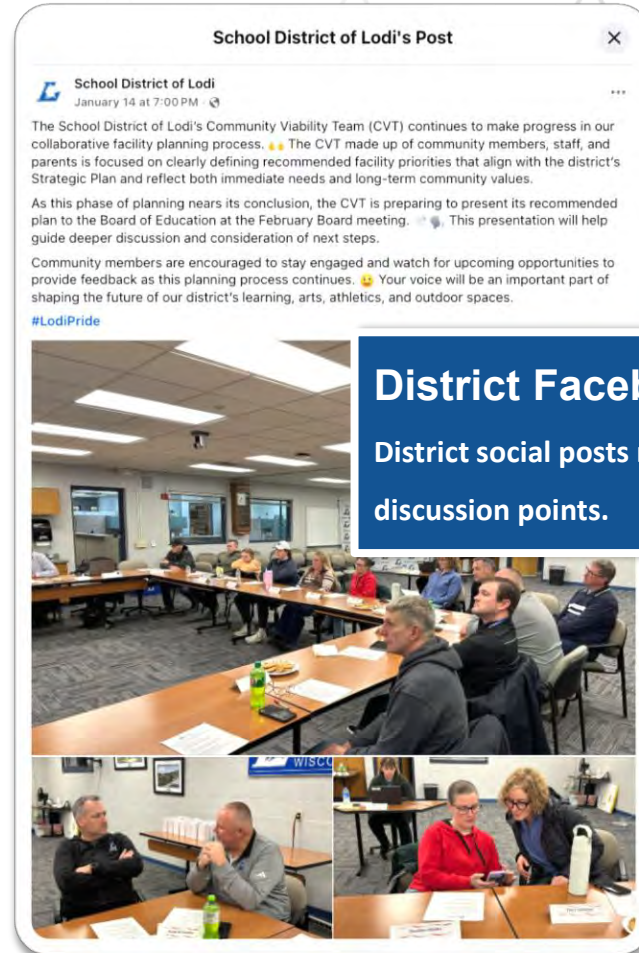 School District of Lodi's Post
School District of Lodi
January 14 at 7:00 PM
The School District of Lodi's Community Viability Team (CVT) continues to make progress in our
collaborative facility planning process. 🙌 The CVT made up of community members, staff, and
parents is focused on clearly defining recommended facility priorities that align with the district's
Strategic Plan and reflect both immediate needs and long-term community values.
As this phase of planning nears its conclusion, the CVT is preparing to present its recommended
plan to the Board of Education at the February Board meeting. This presentation will help
guide deeper discussion and consideration of next steps.
Community members are encouraged to stay engaged and watch for upcoming opportunities to
provide feedback as this planning process continues. Your voice will be an important part of
shaping the future of our district's learning, arts, athletics, and outdoor spaces.
#LodiPride
District Faceb
District social posts
discussion points.
WISCO